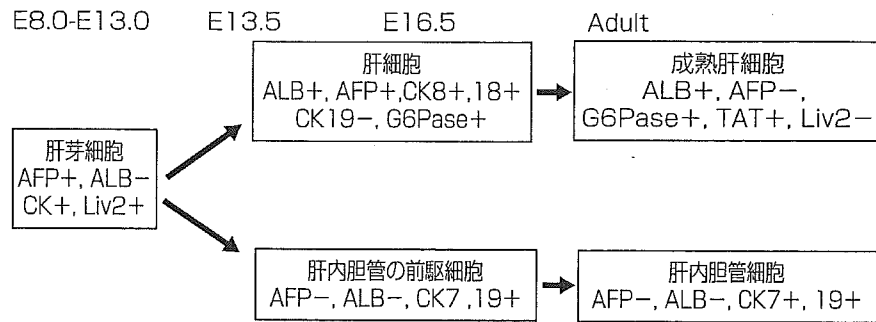 E8.0-E13.0 E13.5 E16.5 Adult
肝細胞
ALB+, AFP+,CK8+,18+
CK19−, G6Pase+
成熟肝細胞
ALB+, AFP−,
G6Pase+, TAT+, Liv2−
肝芽細胞
AFP+, ALB−
CK+, Liv2+
肝内胆管の前駆細胞
AFP−, ALB−, CK7 ,19+
肝内胆管細胞
AFP−, ALB−, CK7+, 19+